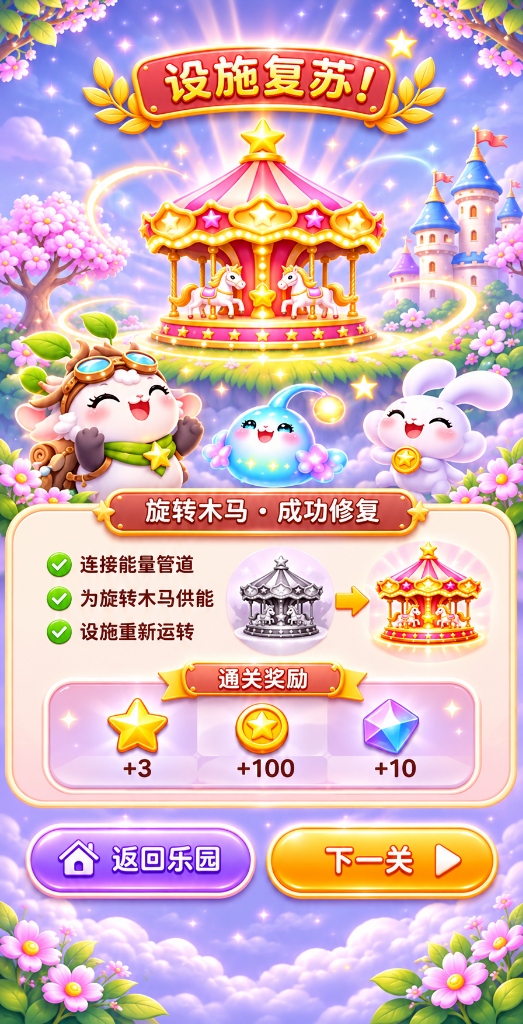 设施复苏！
旋转木马·成功修复
连接能量管道
为旋转木马供能
设施重新运转
通关奖励
+3
+100
+10
返回乐园
下一关